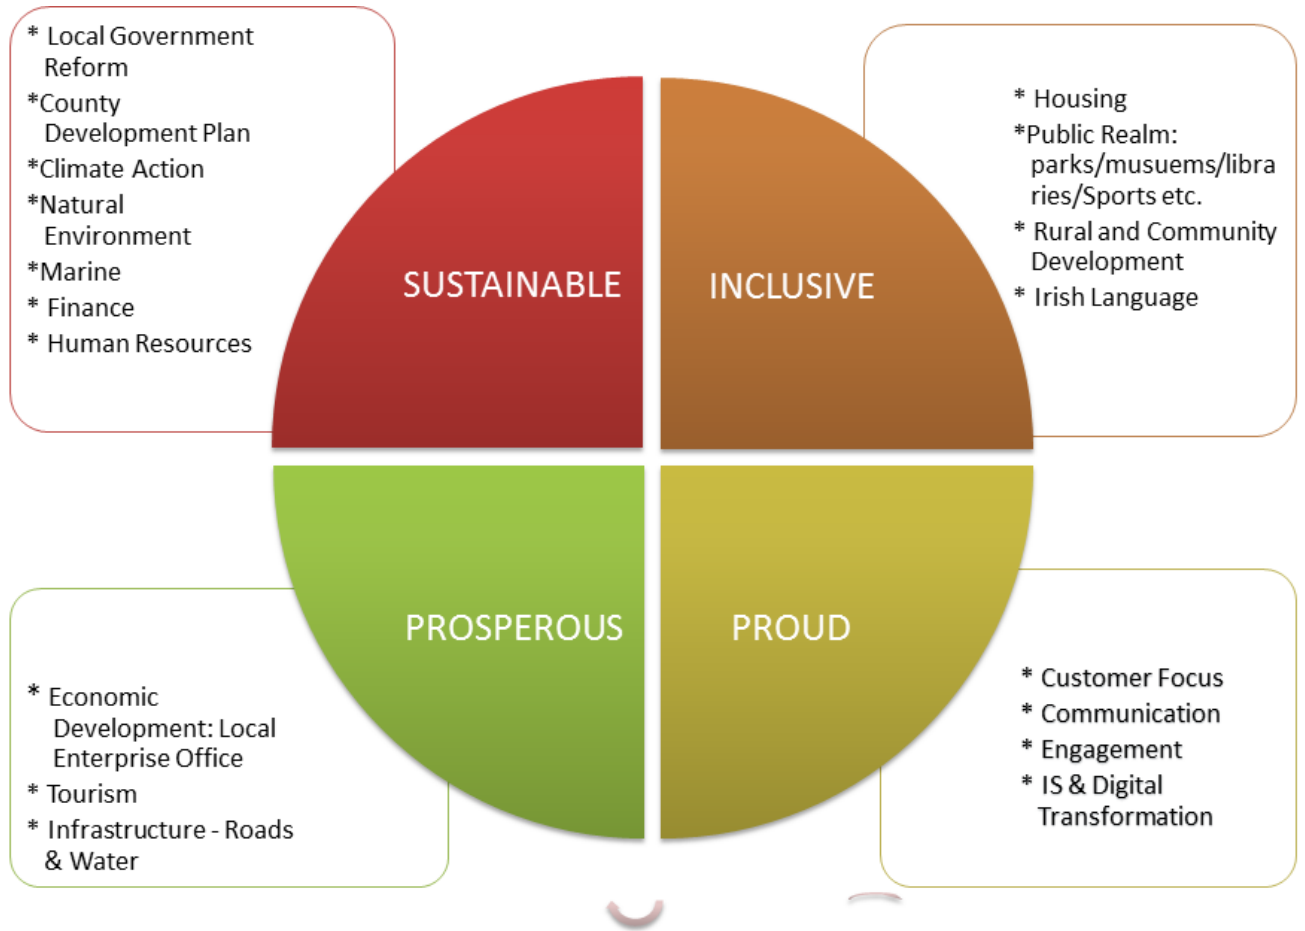 * Local Government
Reform
*County
Development Plan
*Climate Action
*Natural
Environment
*Marine
* Finance
* Human Resources
* Housing
*Public Realm:
parks/musuems/libra
ries/Sports etc.
* Rural and Community
Development
* Irish Language
SUSTAINABLE
INCLUSIVE
PROSPEROUS
PROUD
* Economic
Development: Local
Enterprise Office
* Tourism
* Infrastructure - Roads
& Water
* Customer Focus
* Communication
* Engagement
* IS & Digital
Transformation